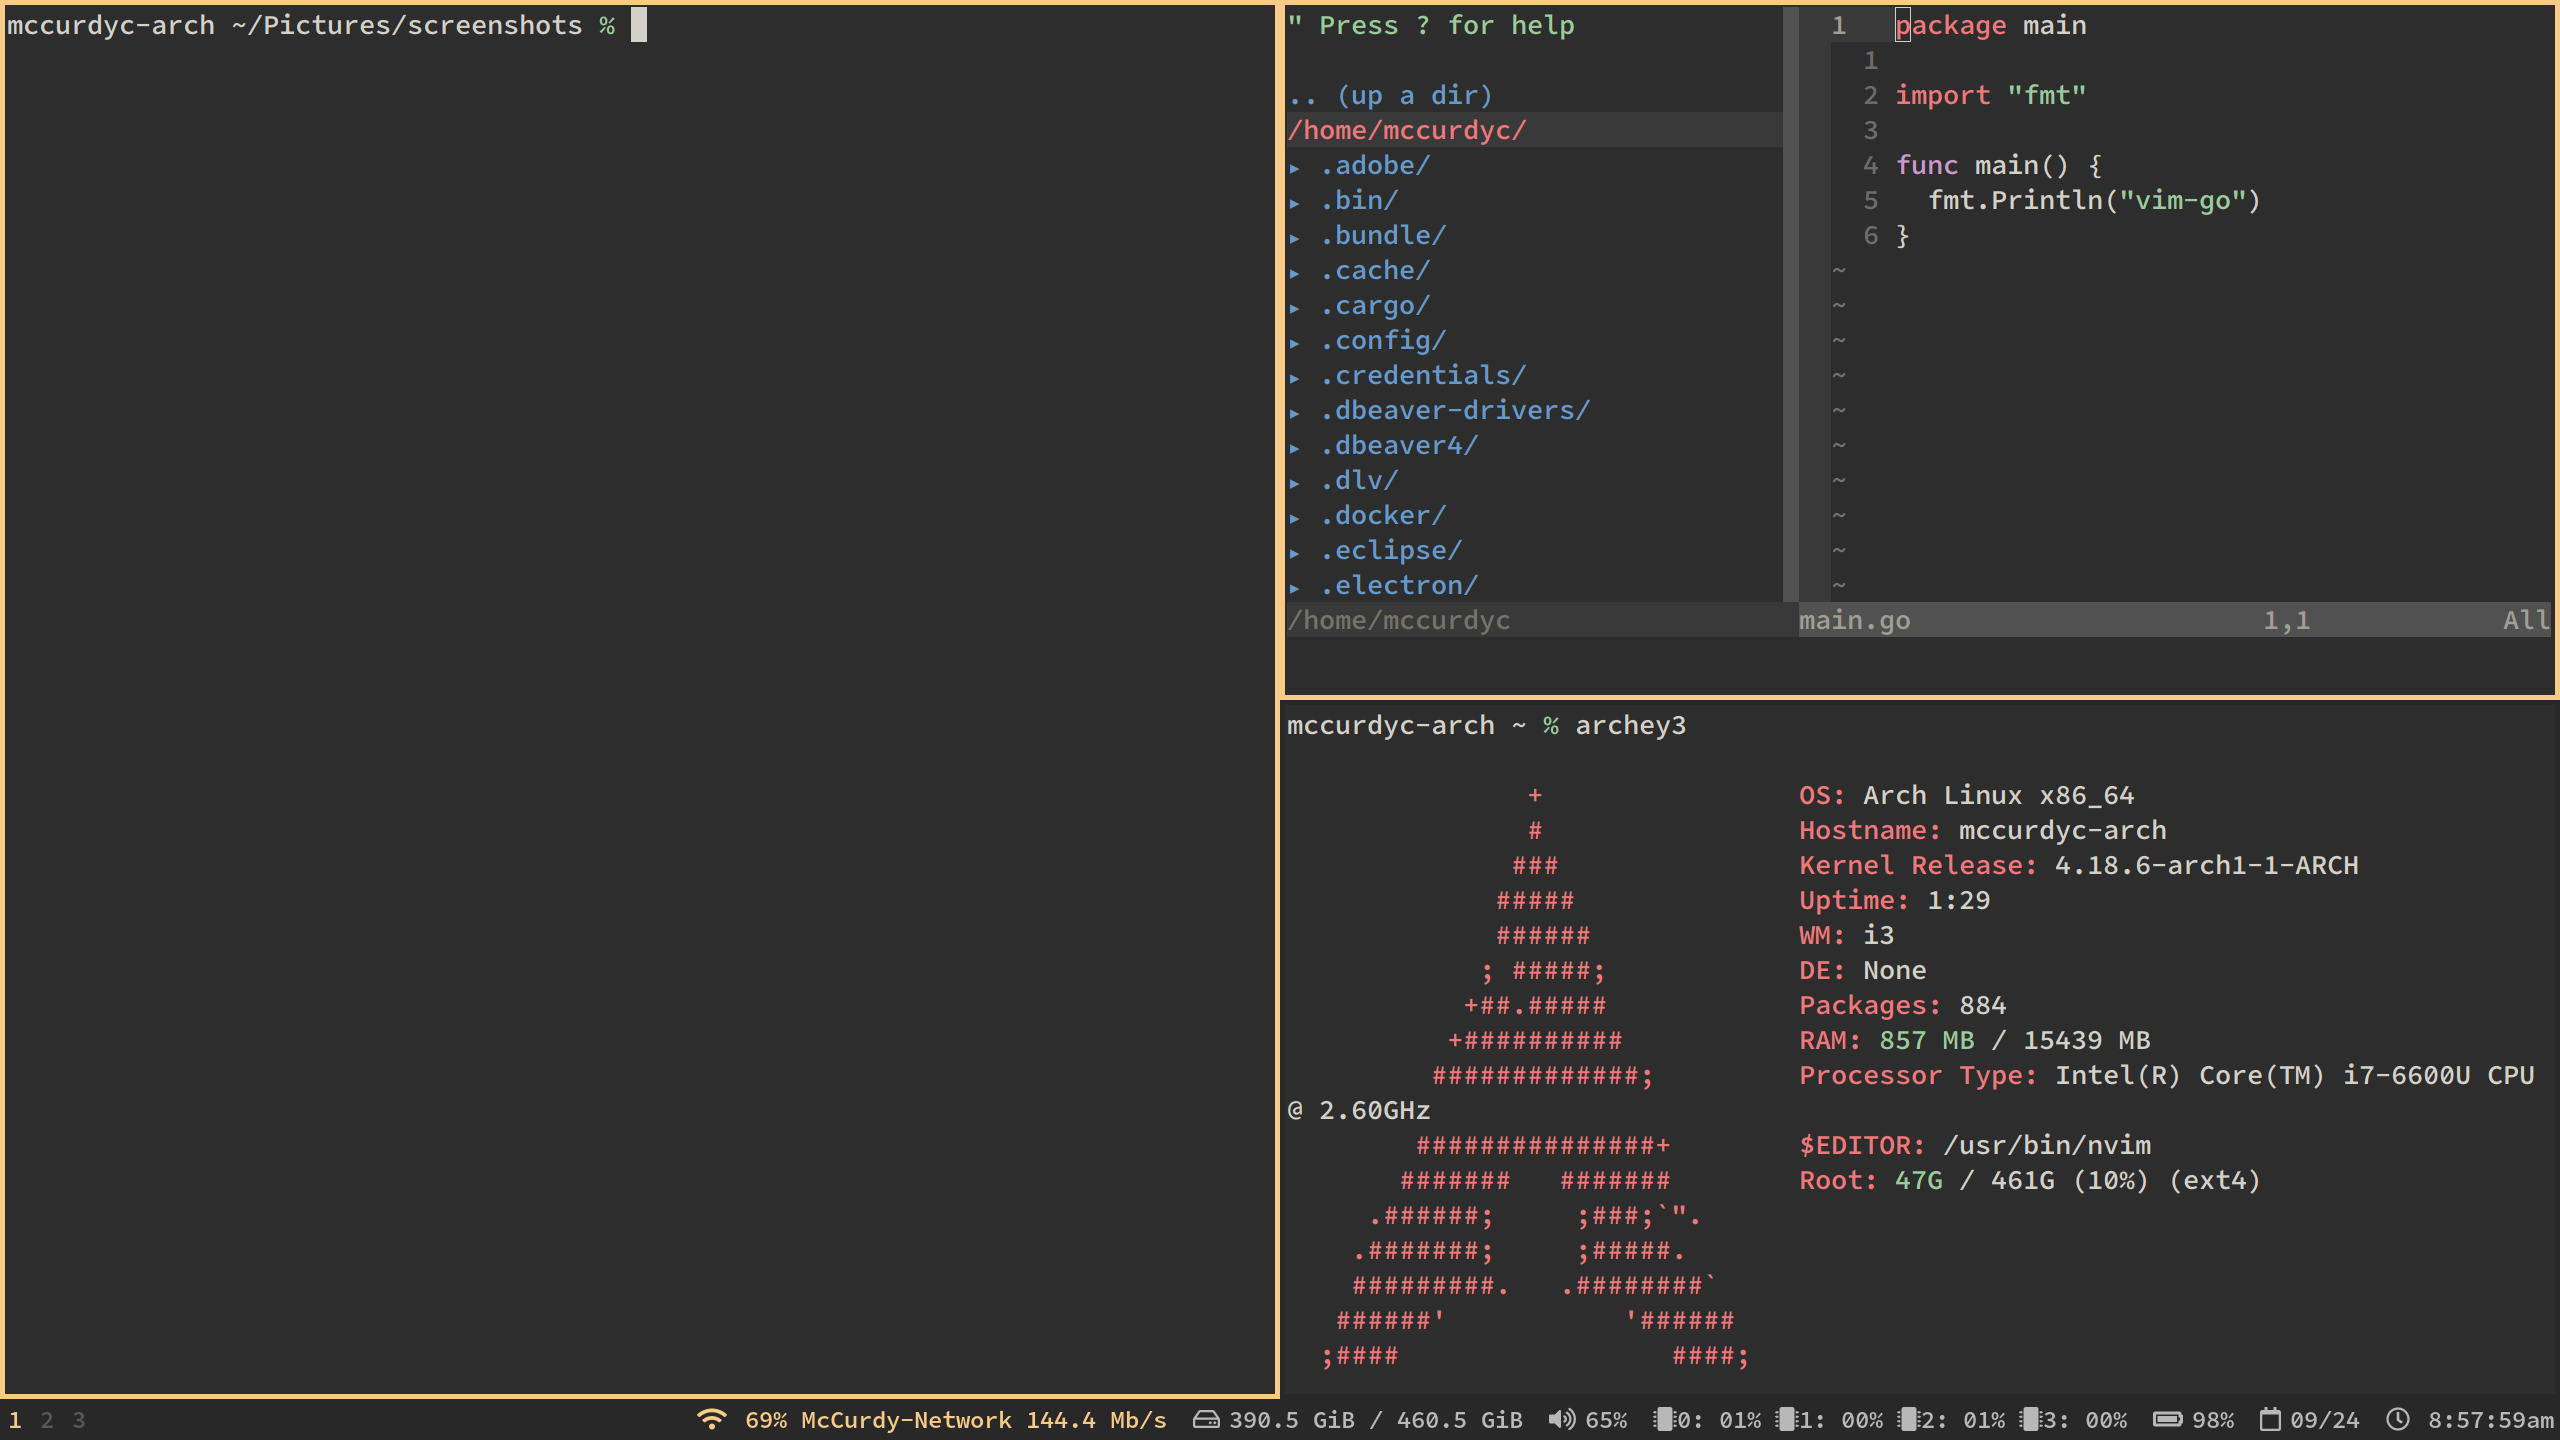 mccurdyc-arch ~/Pictures/screenshots %
" Press ? for help
.. (up a dir)
/home/mccurdyc/
▸ .adobe/
▸ .bin/
▸ .bundle/
▸ .cache/
▸ .cargo/
▸ .config/
▸ .credentials/
▸ .dbeaver-drivers/
▸ .dbeaver4/
▸ .dlv/
▸ .docker/
▸ .eclipse/
▸ .electron/
/home/mccurdyc
1 package main
1
2 import "fmt"
3
4 func main() {
5   fmt.Println("vim-go")
6 }
~
~
~
~
~
~
~
~
~
~
main.go 1,1 All
mccurdyc-arch ~ % archey3
               +                OS: Arch Linux x86_64
               #                Hostname: mccurdyc-arch
              ###               Kernel Release: 4.18.6-arch1-1-ARCH
             #####              Uptime: 1:29
             ######             WM: i3
            ; #####;            DE: None
           +##.#####            Packages: 884
          +##########           RAM: 857 MB / 15439 MB
         #############;         Processor Type: Intel(R) Core(TM) i7-6600U CPU
@ 2.60GHz
        ###############+        $EDITOR: /usr/bin/nvim
       #######   #######        Root: 47G / 461G (10%) (ext4)
     .######;     ;###;`".
    .#######;     ;#####.
    #########.   .########`
   ######'           '######
  ;####                 ####;
1 2 3 69% McCurdy-Network 144.4 Mb/s 390.5 GiB / 460.5 GiB 65% 0: 01% 1: 00% 2: 01% 3: 00% 98% 09/24 8:57:59am